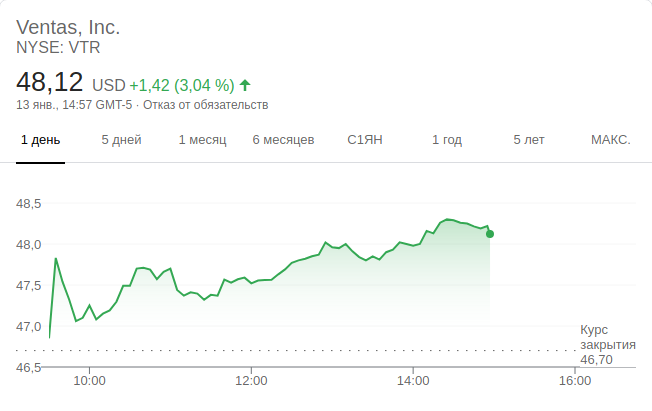 Ventas, Inc.
NYSE: VTR
48,12 USD +1,42 (3,04 %)
13 янв., 14:57 GMT-5 · Отказ от обязательств
1 день 5 дней 1 месяц 6 месяцев С1ЯН 1 год 5 лет МАКС.
48,5
48,0
47,5
47,0
Курс
закрытия
46,70
46,5
10:00 12:00 14:00 16:00